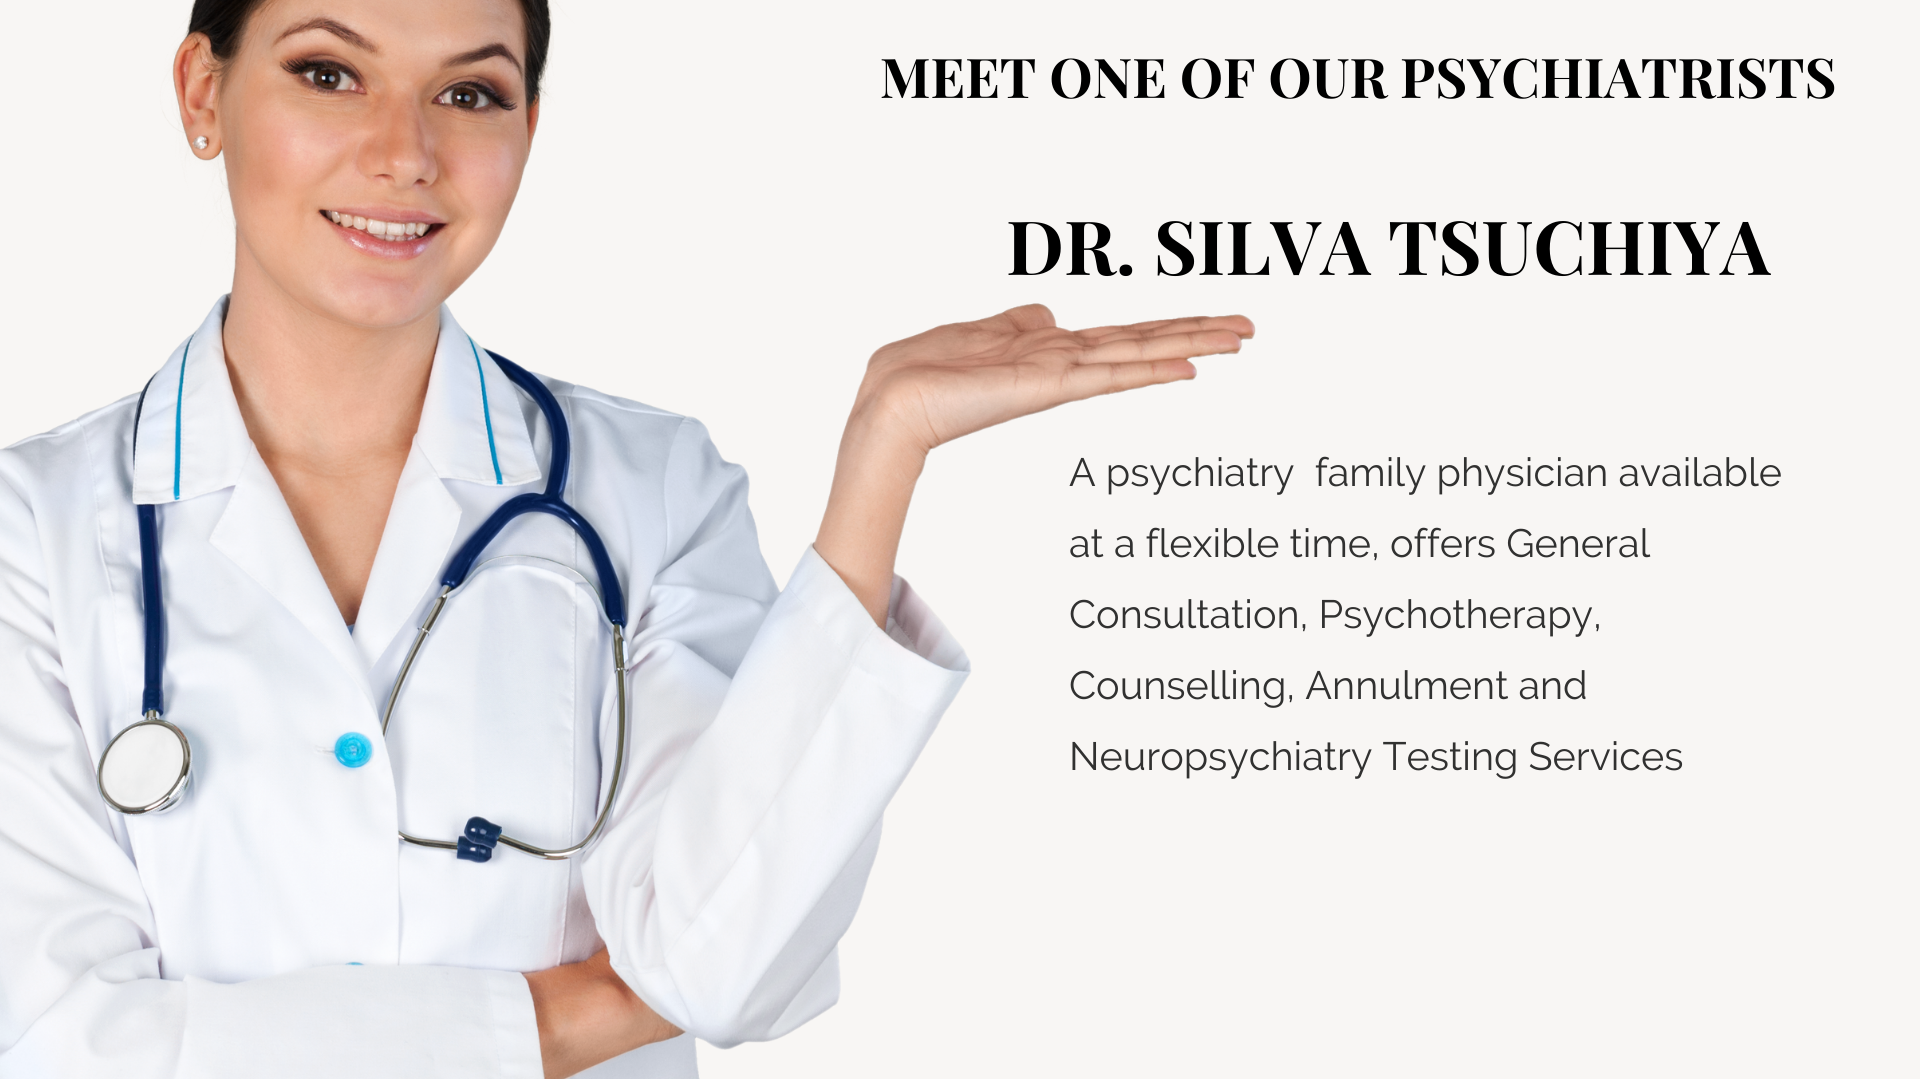 MEET ONE OF OUR PSYCHIATRISTS
DR. SILVA TSUCHIYA
A psychiatry  family physician available
at a flexible time, offers General
Consultation, Psychotherapy,
Counselling, Annulment and
Neuropsychiatry Testing Services